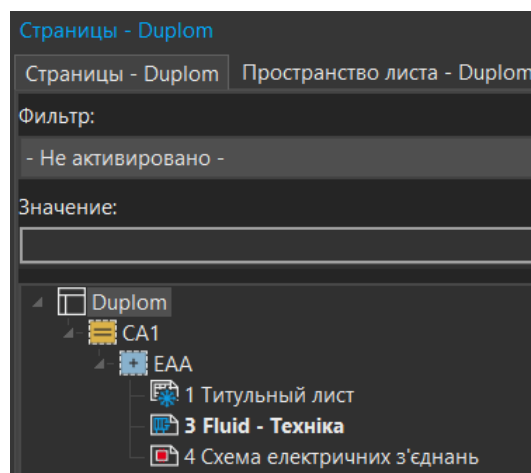 Страницы - Duplom
Страницы - Duplom Пространство листа - Duplom
Фильтр:
- Не активировано -
Значение:
Duplom
CA1
EAA
1 Титульный лист
3 Fluid - Техніка
4 Схема електричних з'єднань